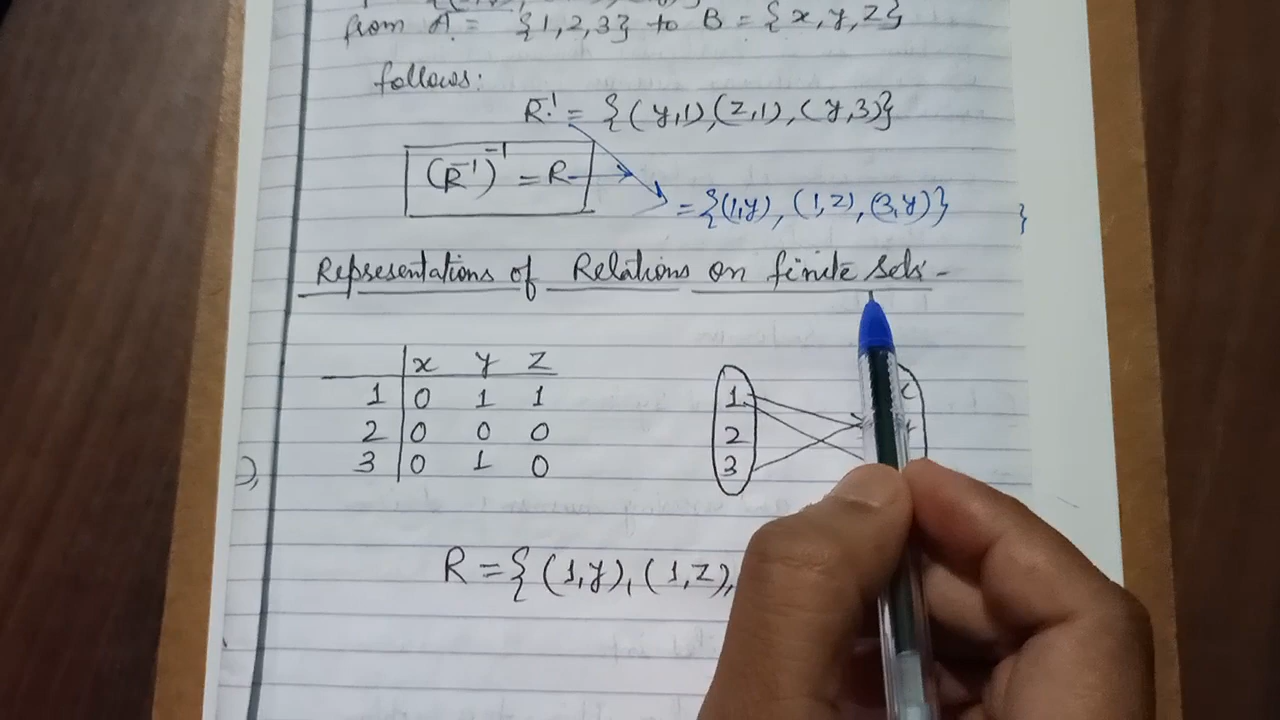 from A = {1,2,3} to B = {x,y,z}
follows:
R⁻¹ = {(y,1),(z,1),(y,3)}
(R⁻¹)⁻¹ = R
= {(1,y), (1,z), (3,y)} }
Representations of Relations on finite sets -
x y z
1 0 1 1
2 0 0 0
3 0 1 0
1
2
3
),
R = {(1,y), (1,z),